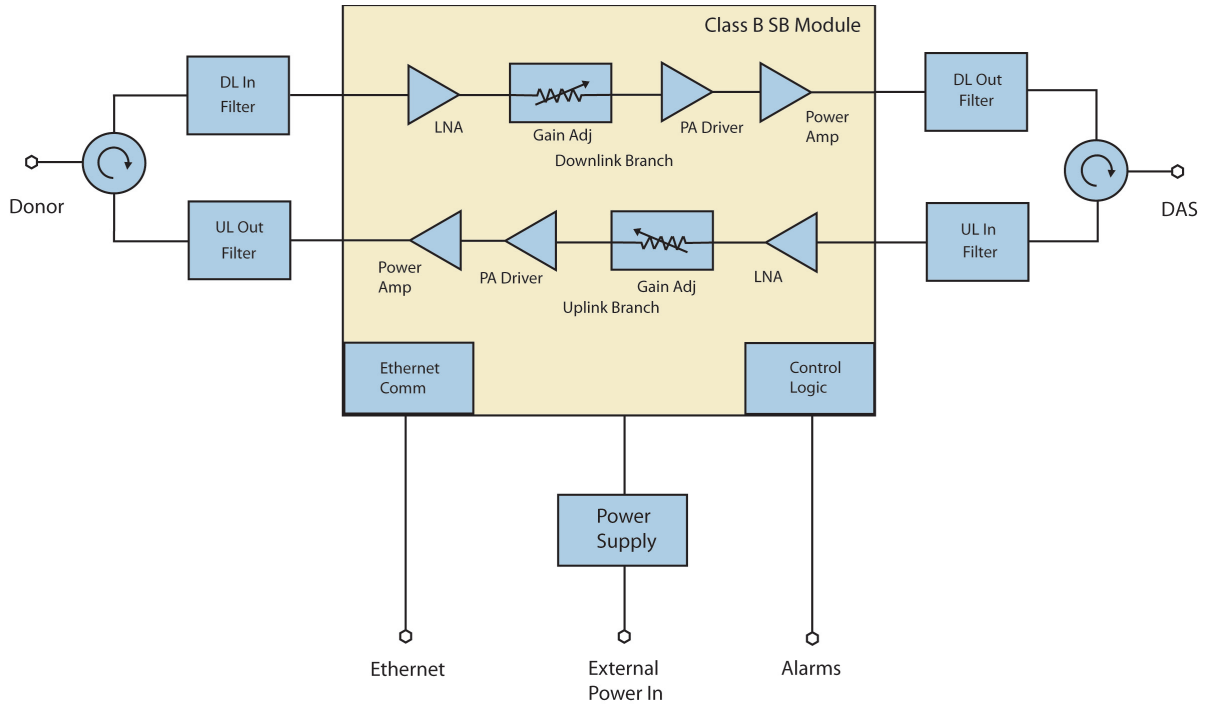 Class B SB Module
DL In
Filter
LNA
Gain Adj
PA Driver
Power
Amp
DL Out
Filter
Downlink Branch
Donor
DAS
UL Out
Filter
Power
Amp
PA Driver
Gain Adj
LNA
UL In
Filter
Uplink Branch
Ethernet
Comm
Control
Logic
Power
Supply
Ethernet
External
Power In
Alarms